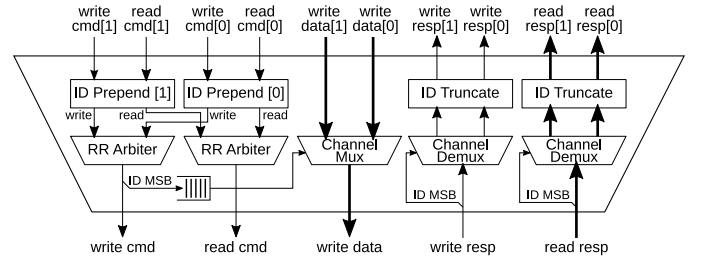 write cmd[1]
read cmd[1]
write cmd[0]
read cmd[0]
write data[1]
write data[0]
write resp[1]
write resp[0]
read resp[1]
read resp[0]
ID Prepend [1]
ID Prepend [0]
ID Truncate
ID Truncate
write
read
write
read
RR Arbiter
RR Arbiter
Channel Mux
Channel Demux
Channel Demux
ID MSB
ID MSB
ID MSB
write cmd
read cmd
write data
write resp
read resp